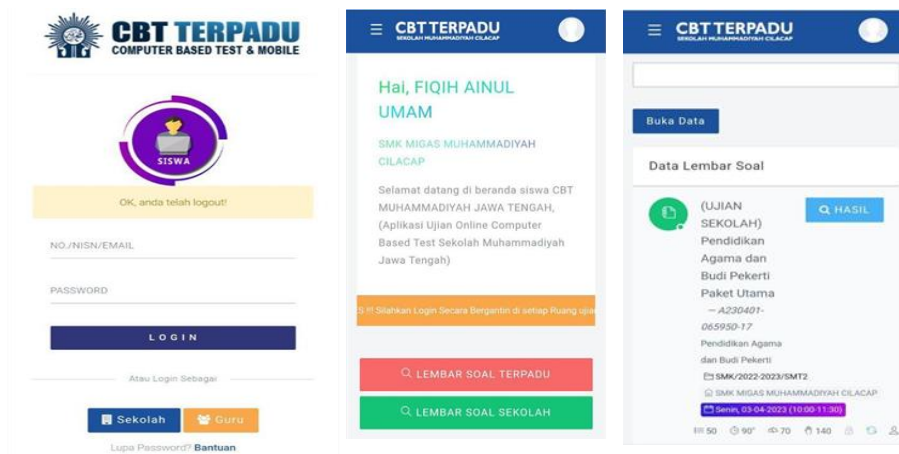 CBT TERPADU
COMPUTER BASED TEST & MOBILE
SISWA
OK, anda telah logout!
NO./NISN/EMAIL
PASSWORD
LOGIN
Atau Login Sebagai
Sekolah
Guru
Lupa Password? Bantuan
CBT TERPADU
SEKOLAH MUHAMMADIYAH CILACAP
Hai, FIQIH AINUL
UMAM
SMK MIGAS MUHAMMADIYAH
CILACAP
Selamat datang di beranda siswa CBT
MUHAMMADIYAH JAWA TENGAH,
(Aplikasi Ujian Online Computer
Based Test Sekolah Muhammadiyah
Jawa Tengah)
S !!! Silahkan Login Secara Bergantin di setiap Ruang ujia
LEMBAR SOAL TERPADU
LEMBAR SOAL SEKOLAH
CBT TERPADU
SEKOLAH MUHAMMADIYAH CILACAP
Buka Data
Data Lembar Soal
(UJIAN
SEKOLAH)
Pendidikan
Agama dan
Budi Pekerti
Paket Utama
— A230401-
065950-17
HASIL
Pendidikan Agama
dan Budi Pekerti
SMK/2022-2023/SMT2
SMK MIGAS MUHAMMADIYAH CILACAP
Senin, 03-04-2023 (10:00-11:30)
50 90" 70 140